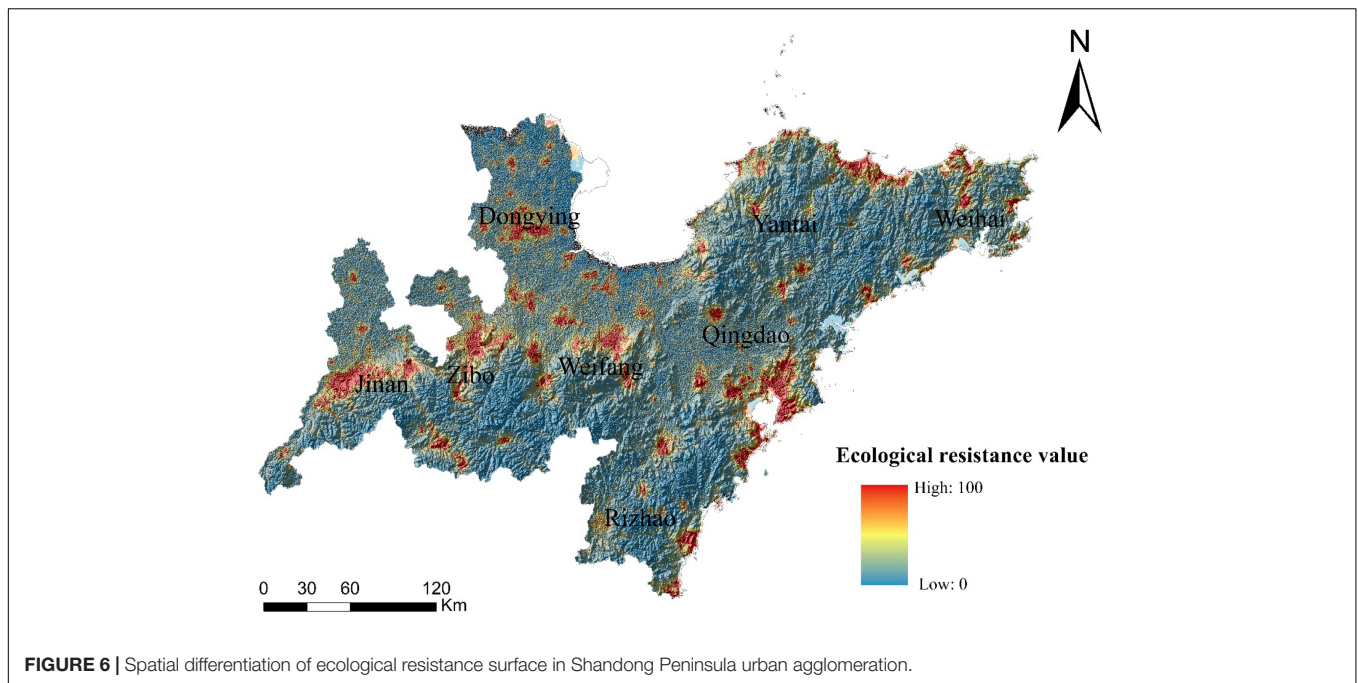 N
Dongying
Yantai
Weihai
Qingdao
Weifang
Zibo
Jinan
Rizhao
Ecological resistance value
High: 100
Low: 0
0 30 60 120
Km
FIGURE 6 | Spatial differentiation of ecological resistance surface in Shandong Peninsula urban agglomeration.